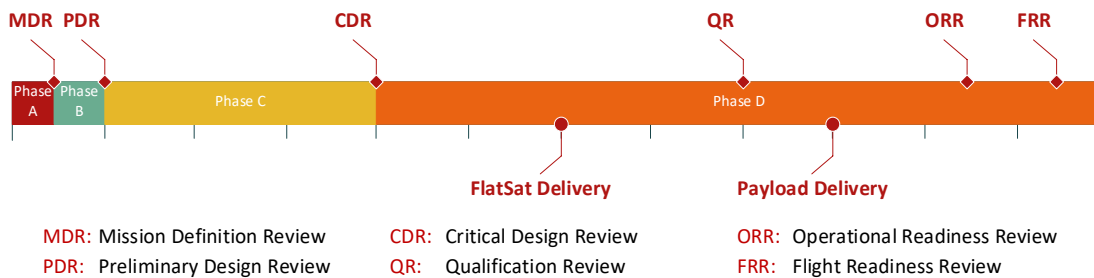 MDR PDR CDR QR ORR FRR
Phase A
Phase B
Phase C
Phase D
FlatSat Delivery Payload Delivery
MDR: Mission Definition Review CDR: Critical Design Review ORR: Operational Readiness Review
PDR: Preliminary Design Review QR: Qualification Review FRR: Flight Readiness Review